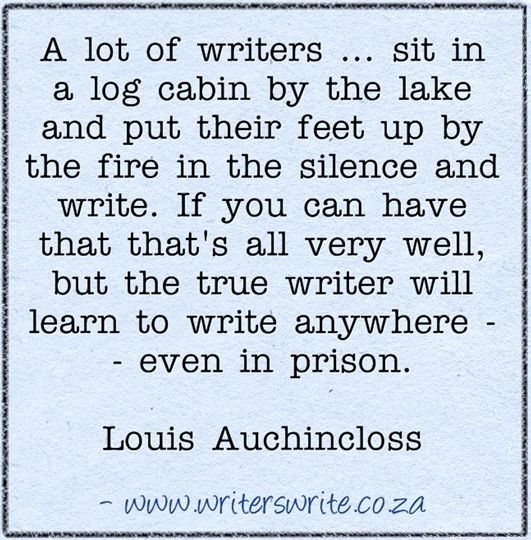 A lot of writers ... sit in
a log cabin by the lake
and put their feet up by
the fire in the silence and
write. If you can have
that that's all very well,
but the true writer will
learn to write anywhere -
- even in prison.
Louis Auchincloss
- www.writerswrite.co.za